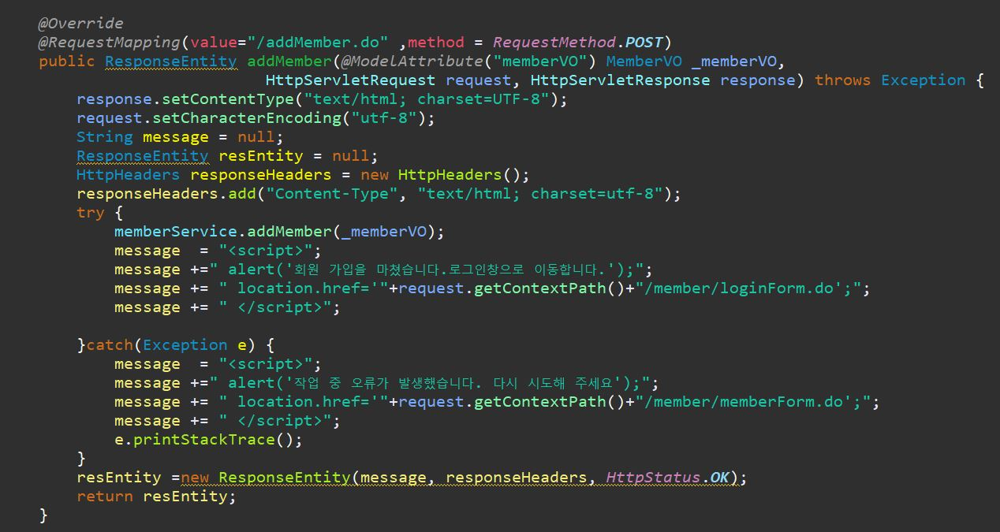 @Override
@RequestMapping(value="/addMember.do" ,method = RequestMethod.POST)
public ResponseEntity addMember(@ModelAttribute("memberVO") MemberVO _memberVO,
                        HttpServletRequest request, HttpServletResponse response) throws Exception {
    response.setContentType("text/html; charset=UTF-8");
    request.setCharacterEncoding("utf-8");
    String message = null;
    ResponseEntity resEntity = null;
    HttpHeaders responseHeaders = new HttpHeaders();
    responseHeaders.add("Content-Type", "text/html; charset=utf-8");
    try {
        memberService.addMember(_memberVO);
        message  = "<script>";
        message +=" alert('회원 가입을 마쳤습니다.로그인창으로 이동합니다.');";
        message += " location.href='"+request.getContextPath()+"/member/loginForm.do';";
        message += " </script>";

    }catch(Exception e) {
        message  = "<script>";
        message +=" alert('작업 중 오류가 발생했습니다. 다시 시도해 주세요');";
        message += " location.href='"+request.getContextPath()+"/member/memberForm.do';";
        message += " </script>";
        e.printStackTrace();
    }
    resEntity =new ResponseEntity(message, responseHeaders, HttpStatus.OK);
    return resEntity;
}